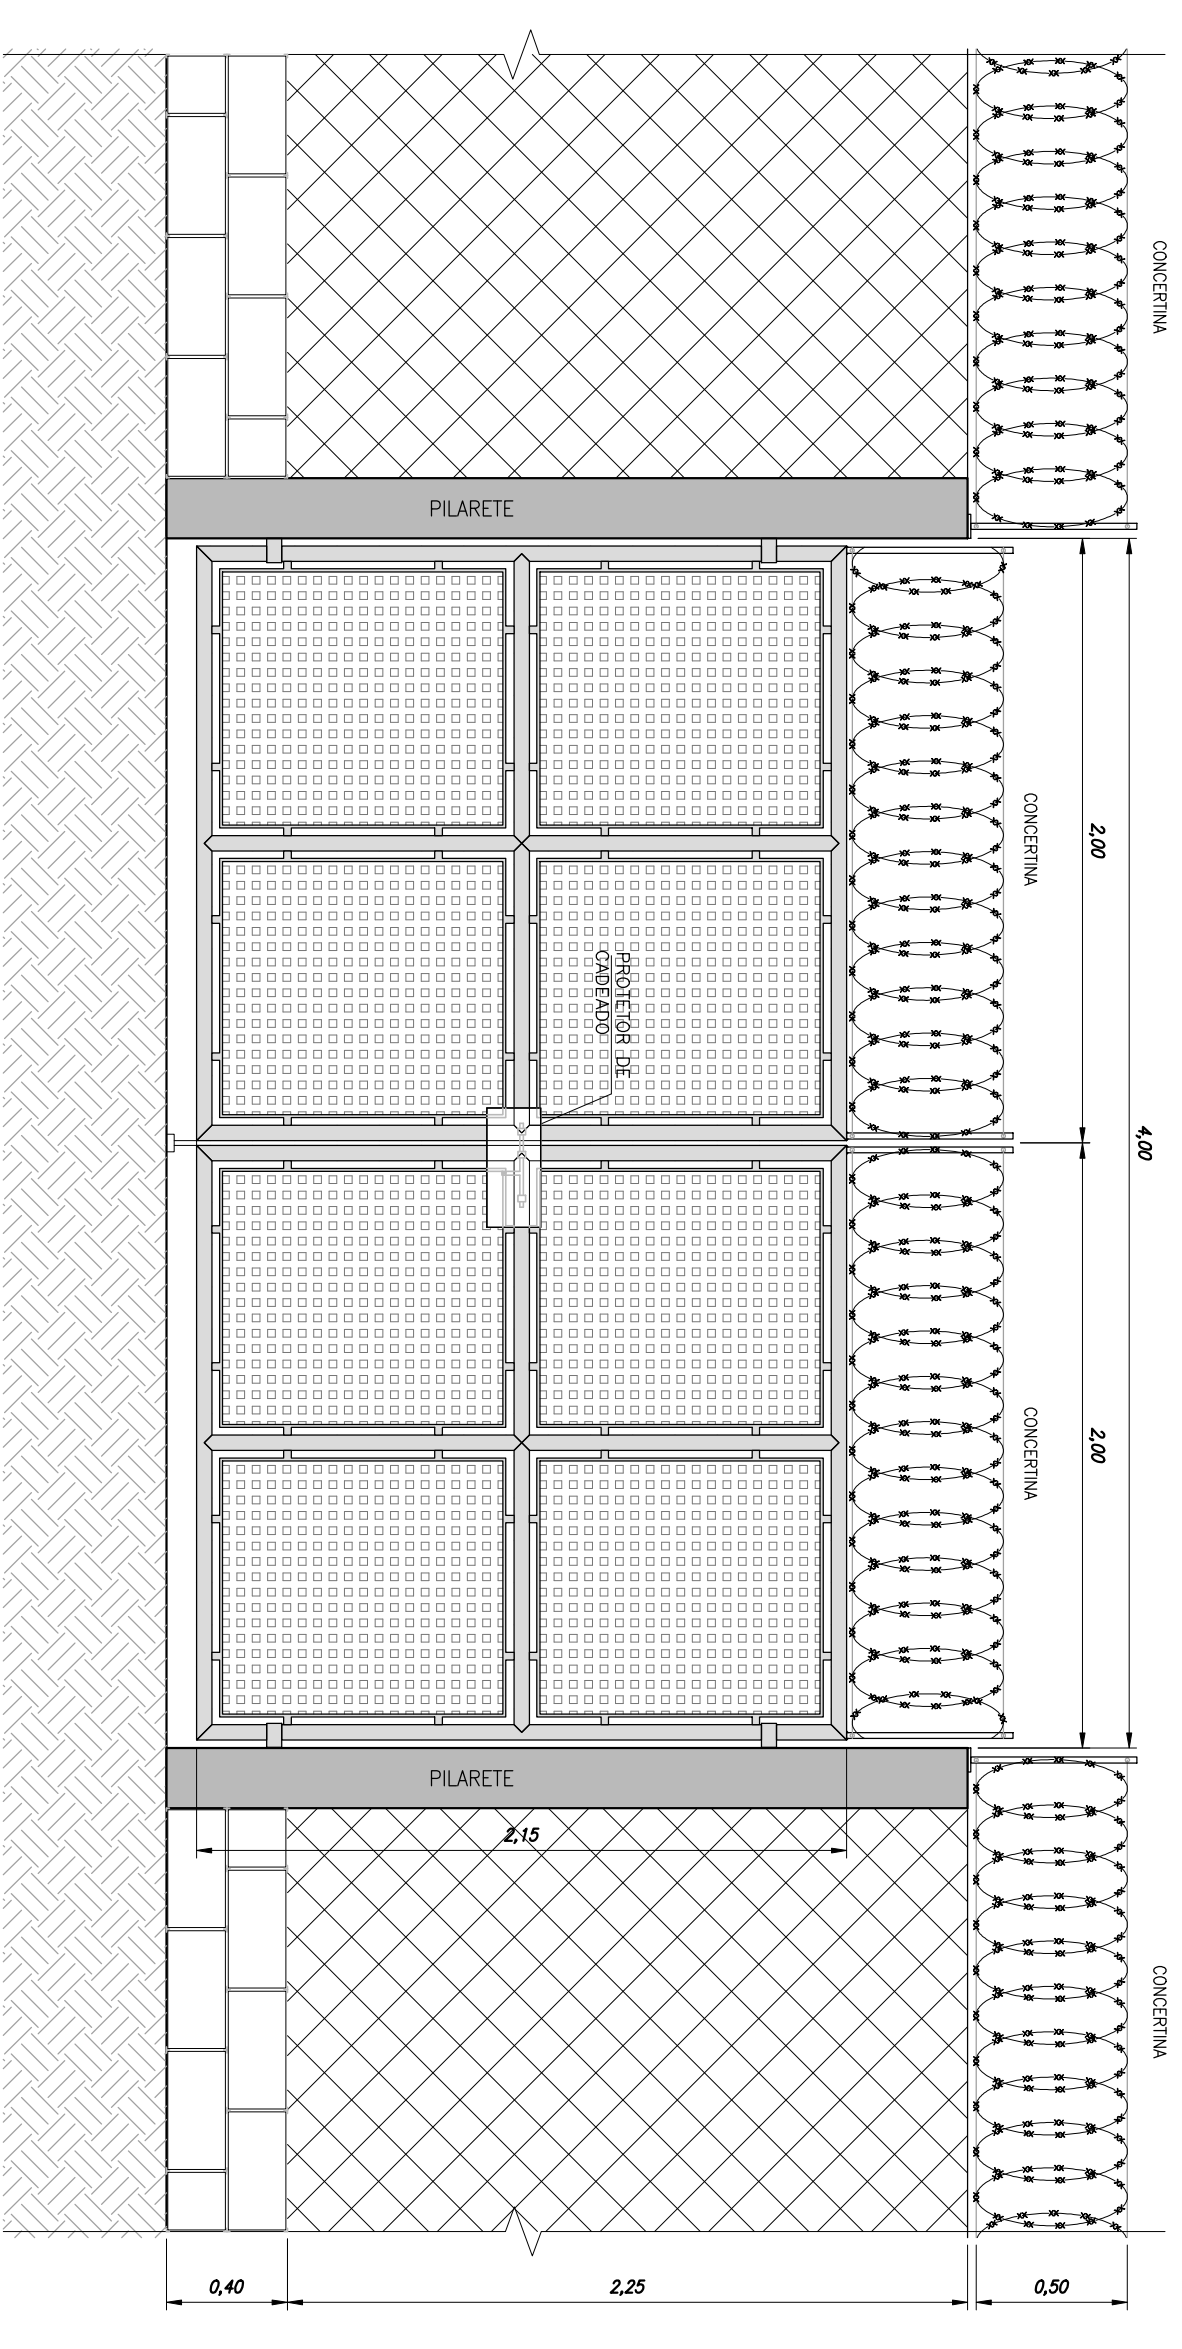 CONCERTINA
PILARETE
2,00
CONCERTINA
PROTETOR DE
CADEADO
4,00
2,00
CONCERTINA
PILARETE
2,15
CONCERTINA
0,40
2,25
0,50